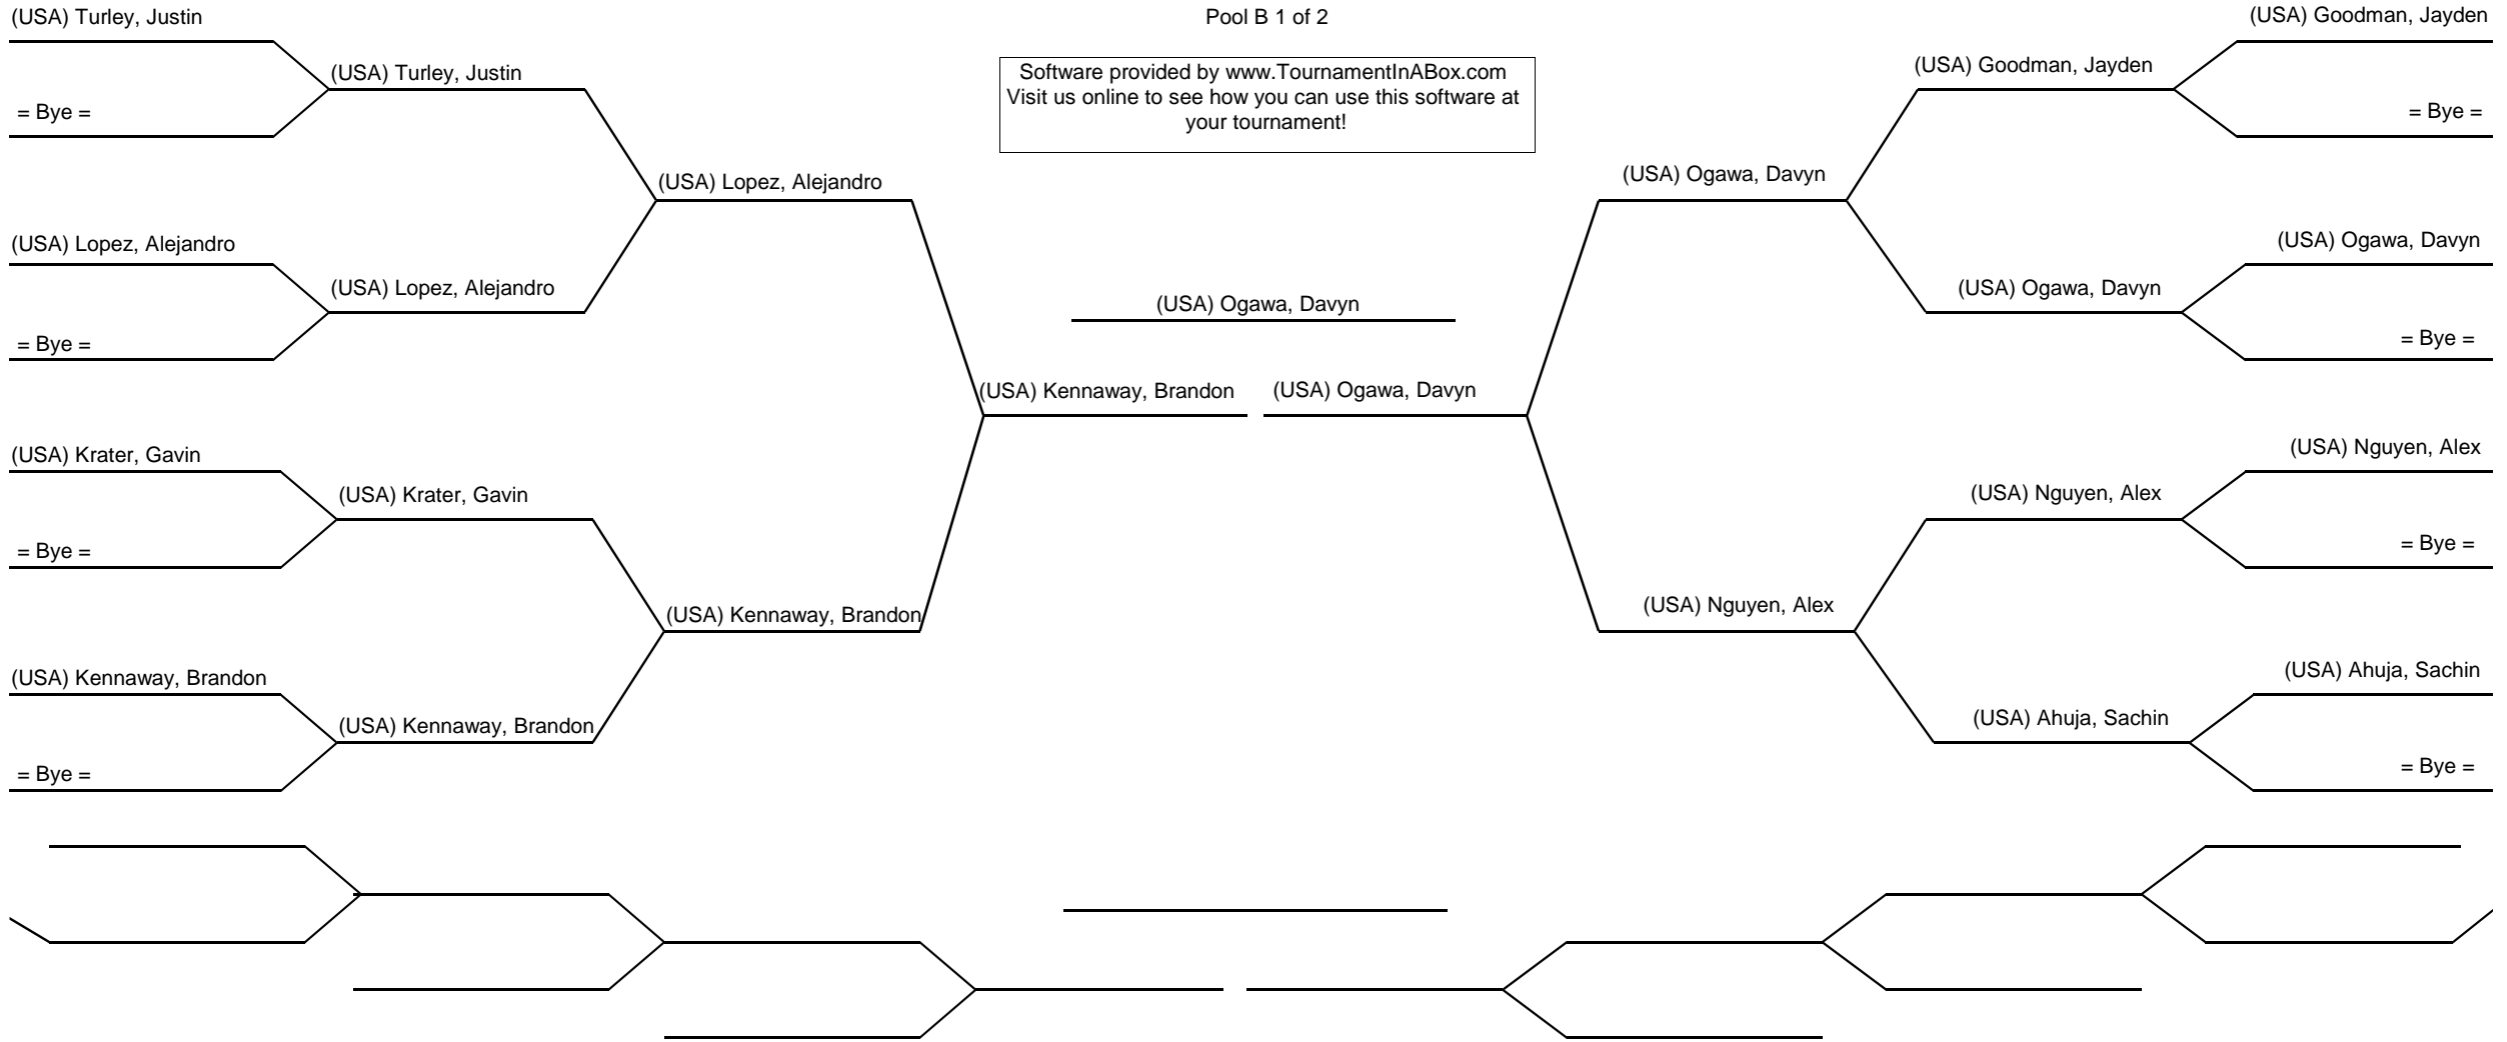 (USA) Turley, Justin
= Bye =
(USA) Lopez, Alejandro
= Bye =
(USA) Krater, Gavin
= Bye =
(USA) Kennaway, Brandon
= Bye =
(USA) Turley, Justin
(USA) Lopez, Alejandro
(USA) Krater, Gavin
(USA) Kennaway, Brandon
(USA) Lopez, Alejandro
(USA) Kennaway, Brandon
Pool B 1 of 2
Software provided by www.TournamentInABox.com
Visit us online to see how you can use this software at
your tournament!
(USA) Ogawa, Davyn
(USA) Kennaway, Brandon
(USA) Ogawa, Davyn
(USA) Ogawa, Davyn
(USA) Nguyen, Alex
(USA) Goodman, Jayden
(USA) Ogawa, Davyn
(USA) Nguyen, Alex
(USA) Ahuja, Sachin
(USA) Goodman, Jayden
= Bye =
(USA) Ogawa, Davyn
= Bye =
(USA) Nguyen, Alex
= Bye =
(USA) Ahuja, Sachin
= Bye =